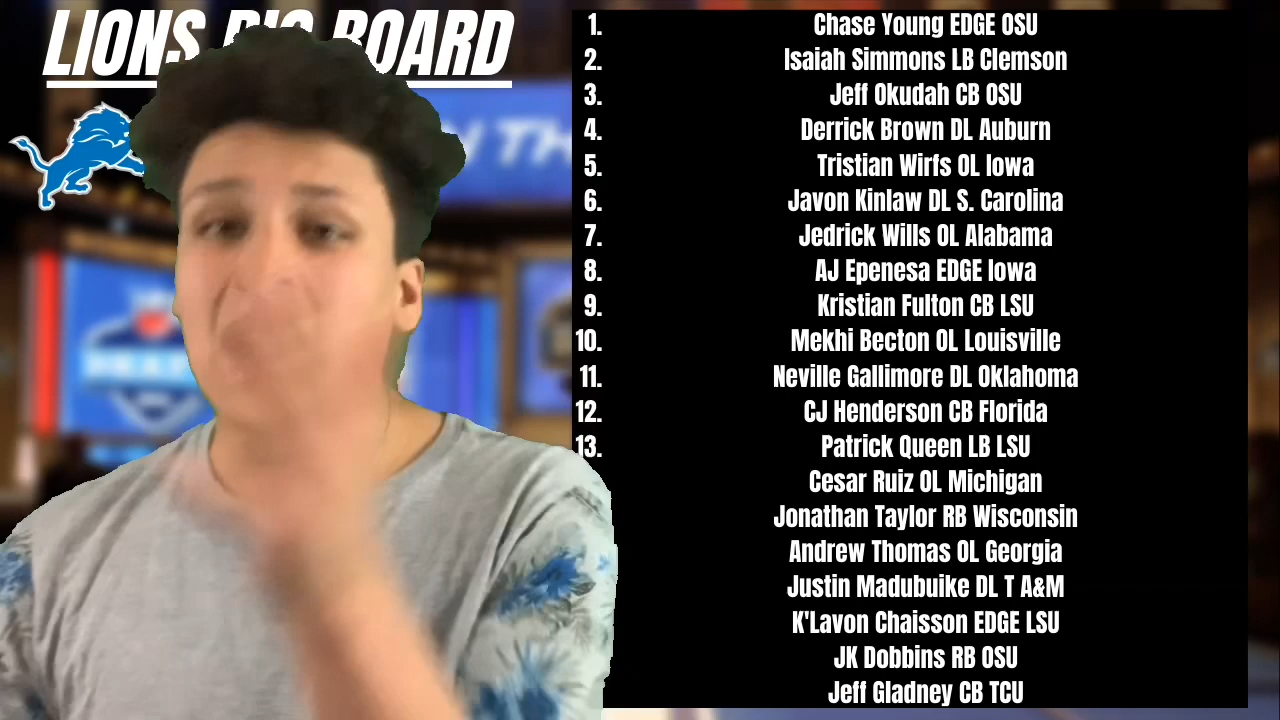 LIONS BIG BOARD
1. Chase Young EDGE OSU
2. Isaiah Simmons LB Clemson
3. Jeff Okudah CB OSU
4. Derrick Brown DL Auburn
5. Tristian Wirfs OL Iowa
6. Javon Kinlaw DL S. Carolina
7. Jedrick Wills OL Alabama
8. AJ Epenesa EDGE Iowa
9. Kristian Fulton CB LSU
10. Mekhi Becton OL Louisville
11. Neville Gallimore DL Oklahoma
12. CJ Henderson CB Florida
13. Patrick Queen LB LSU
Cesar Ruiz OL Michigan
Jonathan Taylor RB Wisconsin
Andrew Thomas OL Georgia
Justin Madubuike DL T A&M
K'Lavon Chaisson EDGE LSU
JK Dobbins RB OSU
Jeff Gladney CB TCU